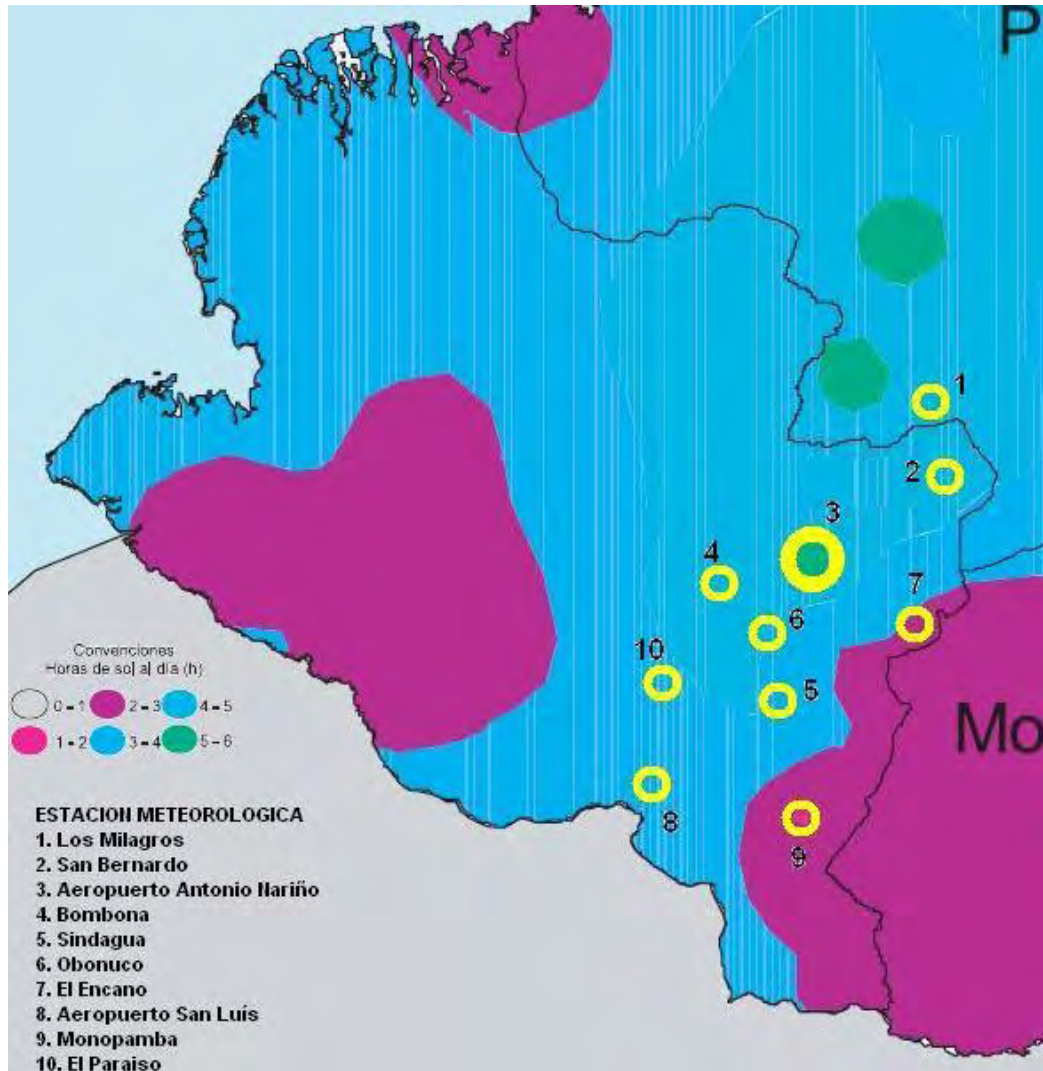 P
1
2
3
4
7
6
10
5
Convenciones
Horas de sol al dia (h)
0 - 1 2 - 3 4 - 5
1 - 2 3 - 4 5 - 6
Mo
8
9
ESTACION METEOROLOGICA
1. Los Milagros
2. San Bernardo
3. Aeropuerto Antonio Nariño
4. Bombona
5. Sindagua
6. Obonuco
7. El Encano
8. Aeropuerto San Luís
9. Monopamba
10. El Paraiso